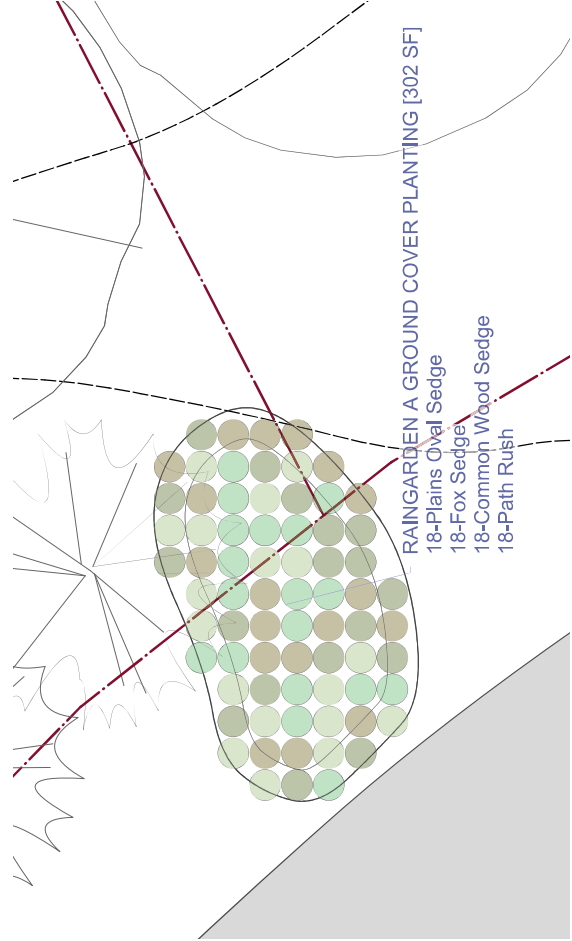 RAINGARDEN A GROUND COVER PLANTING [302 SF]
18-Plains Oval Sedge
18-Fox Sedge
18-Common Wood Sedge
18-Path Rush